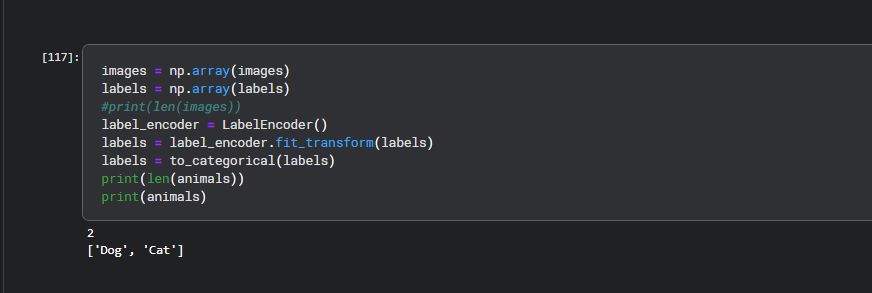 [117]:
images = np.array(images)
labels = np.array(labels)
#print(len(images))
label_encoder = LabelEncoder()
labels = label_encoder.fit_transform(labels)
labels = to_categorical(labels)
print(len(animals))
print(animals)
2
['Dog', 'Cat']